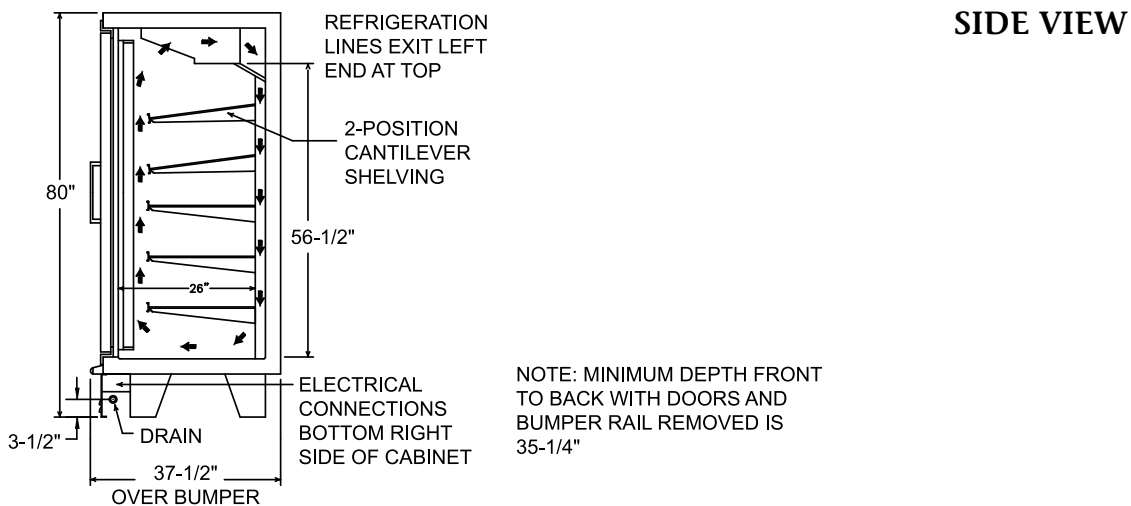 SIDE VIEW
REFRIGERATION
LINES EXIT LEFT
END AT TOP
2-POSITION
CANTILEVER
SHELVING
80"
56-1/2"
26"
ELECTRICAL
CONNECTIONS
BOTTOM RIGHT
SIDE OF CABINET
DRAIN
3-1/2"
37-1/2"
OVER BUMPER
NOTE: MINIMUM DEPTH FRONT
TO BACK WITH DOORS AND
BUMPER RAIL REMOVED IS
35-1/4"